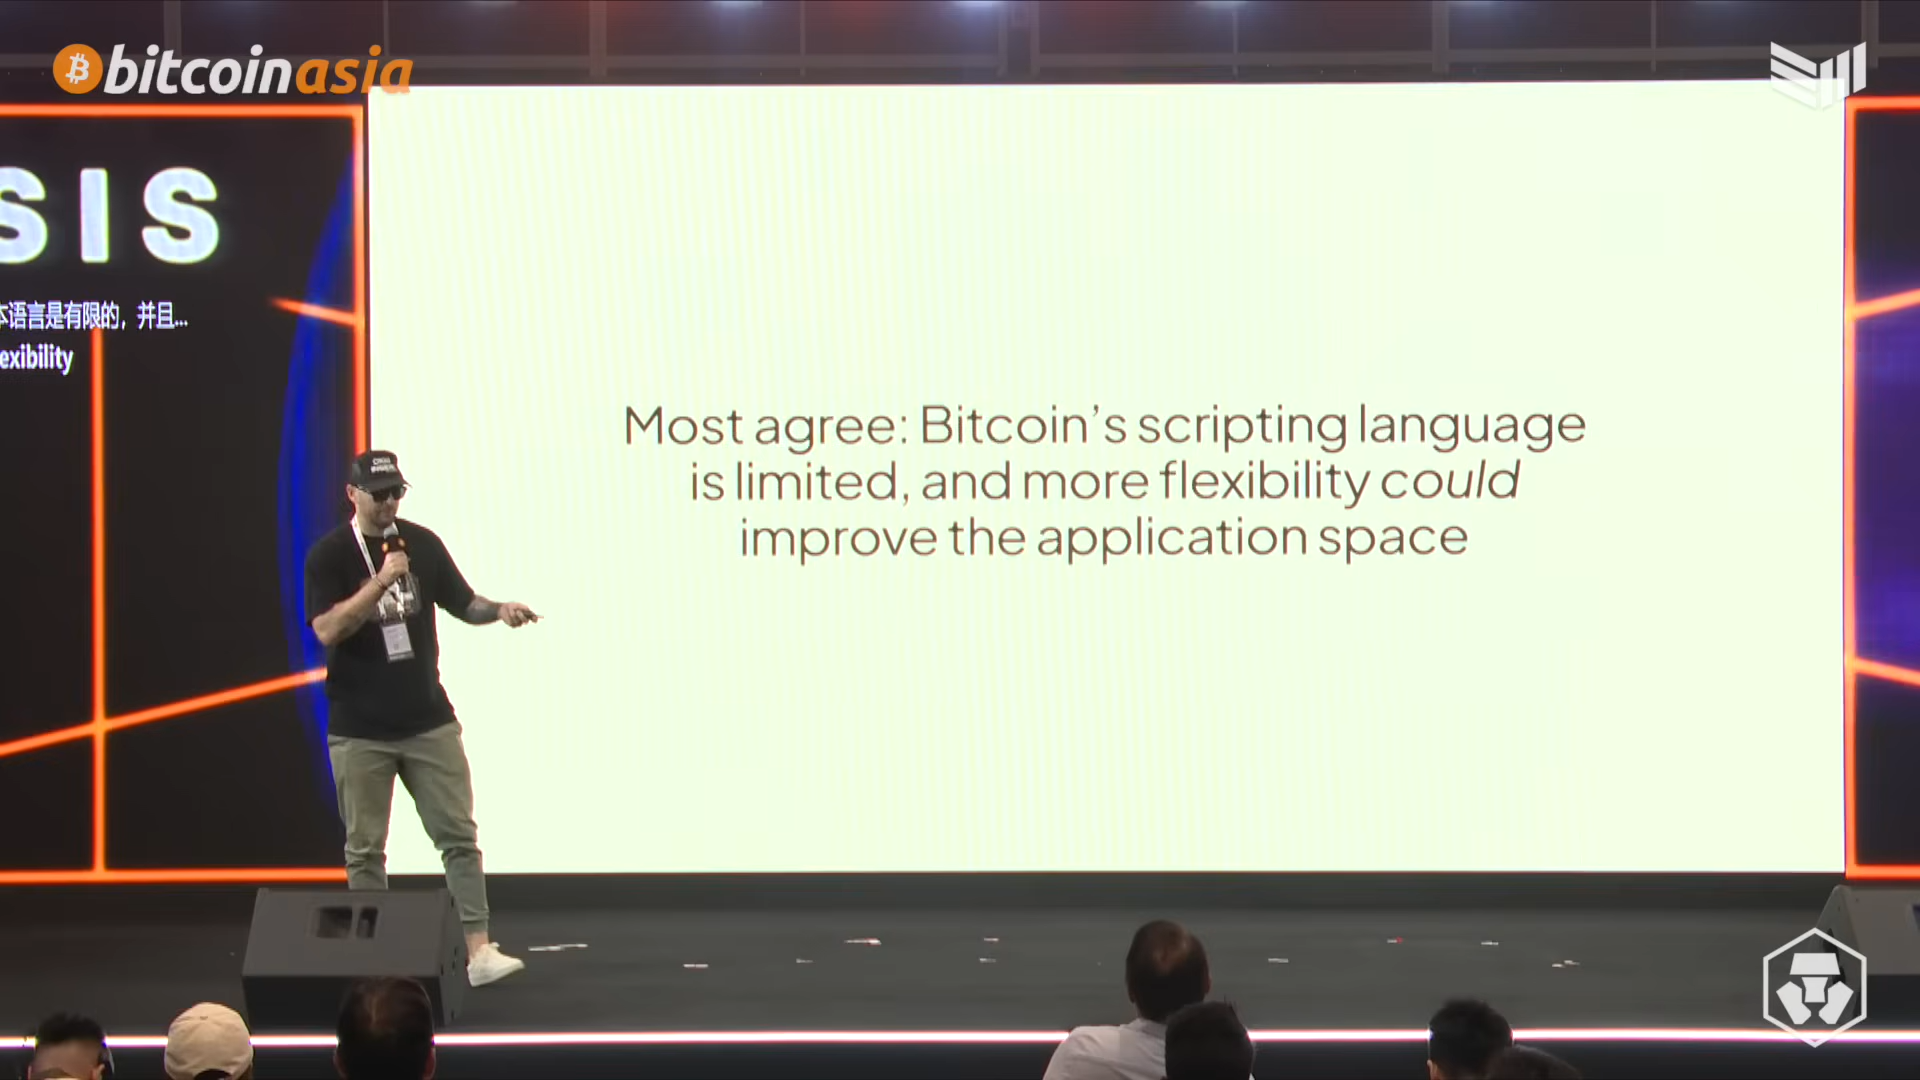 bitcoinasia
SIS
本语言是有限的，并且...
exibility
Most agree: Bitcoin's scripting language
is limited, and more flexibility could
improve the application space